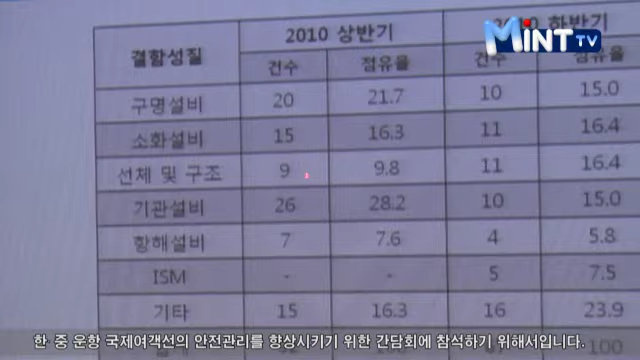 MINT TV
결함성질 2010 상반기 2010 하반기
건수 점유율 건수 점유율
구명설비 20 21.7 10 15.0
소화설비 15 16.3 11 16.4
선체 및 구조 9 9.8 11 16.4
기관설비 26 28.2 10 15.0
항해설비 7 7.6 4 5.8
ISM - - 5 7.5
기타 15 16.3 16 23.9
100
한·중 운항 국제여객선의 안전관리를 향상시키기 위한 간담회에 참석하기 위해서입니다.